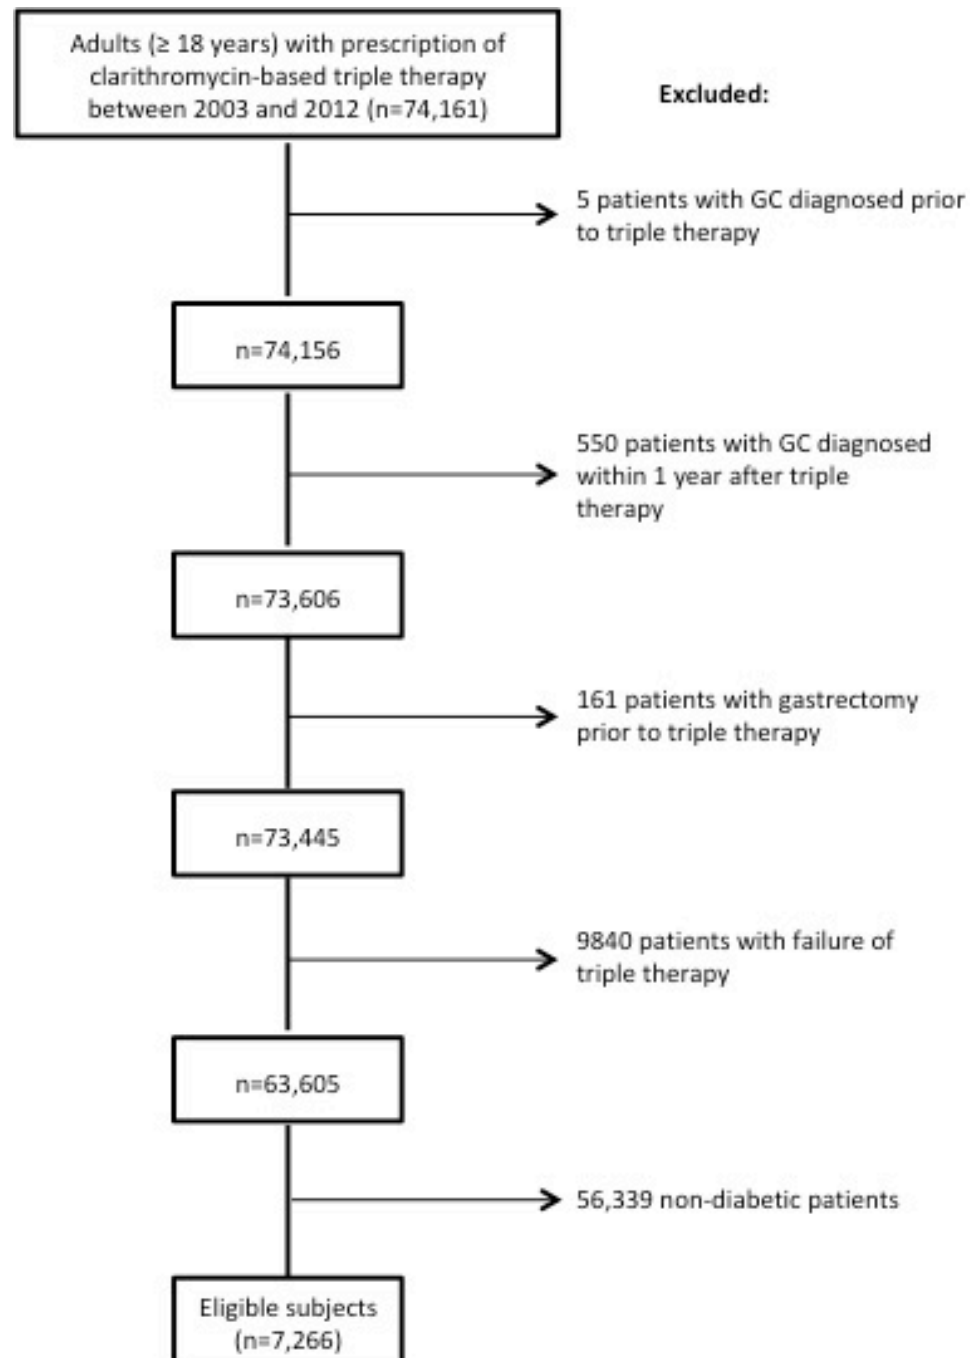 Adults (≥ 18 years) with prescription of
clarithromycin-based triple therapy
between 2003 and 2012 (n=74,161)
Excluded:
5 patients with GC diagnosed prior
to triple therapy
n=74,156
550 patients with GC diagnosed
within 1 year after triple
therapy
n=73,606
161 patients with gastrectomy
prior to triple therapy
n=73,445
9840 patients with failure of
triple therapy
n=63,605
56,339 non-diabetic patients
Eligible subjects
(n=7,266)